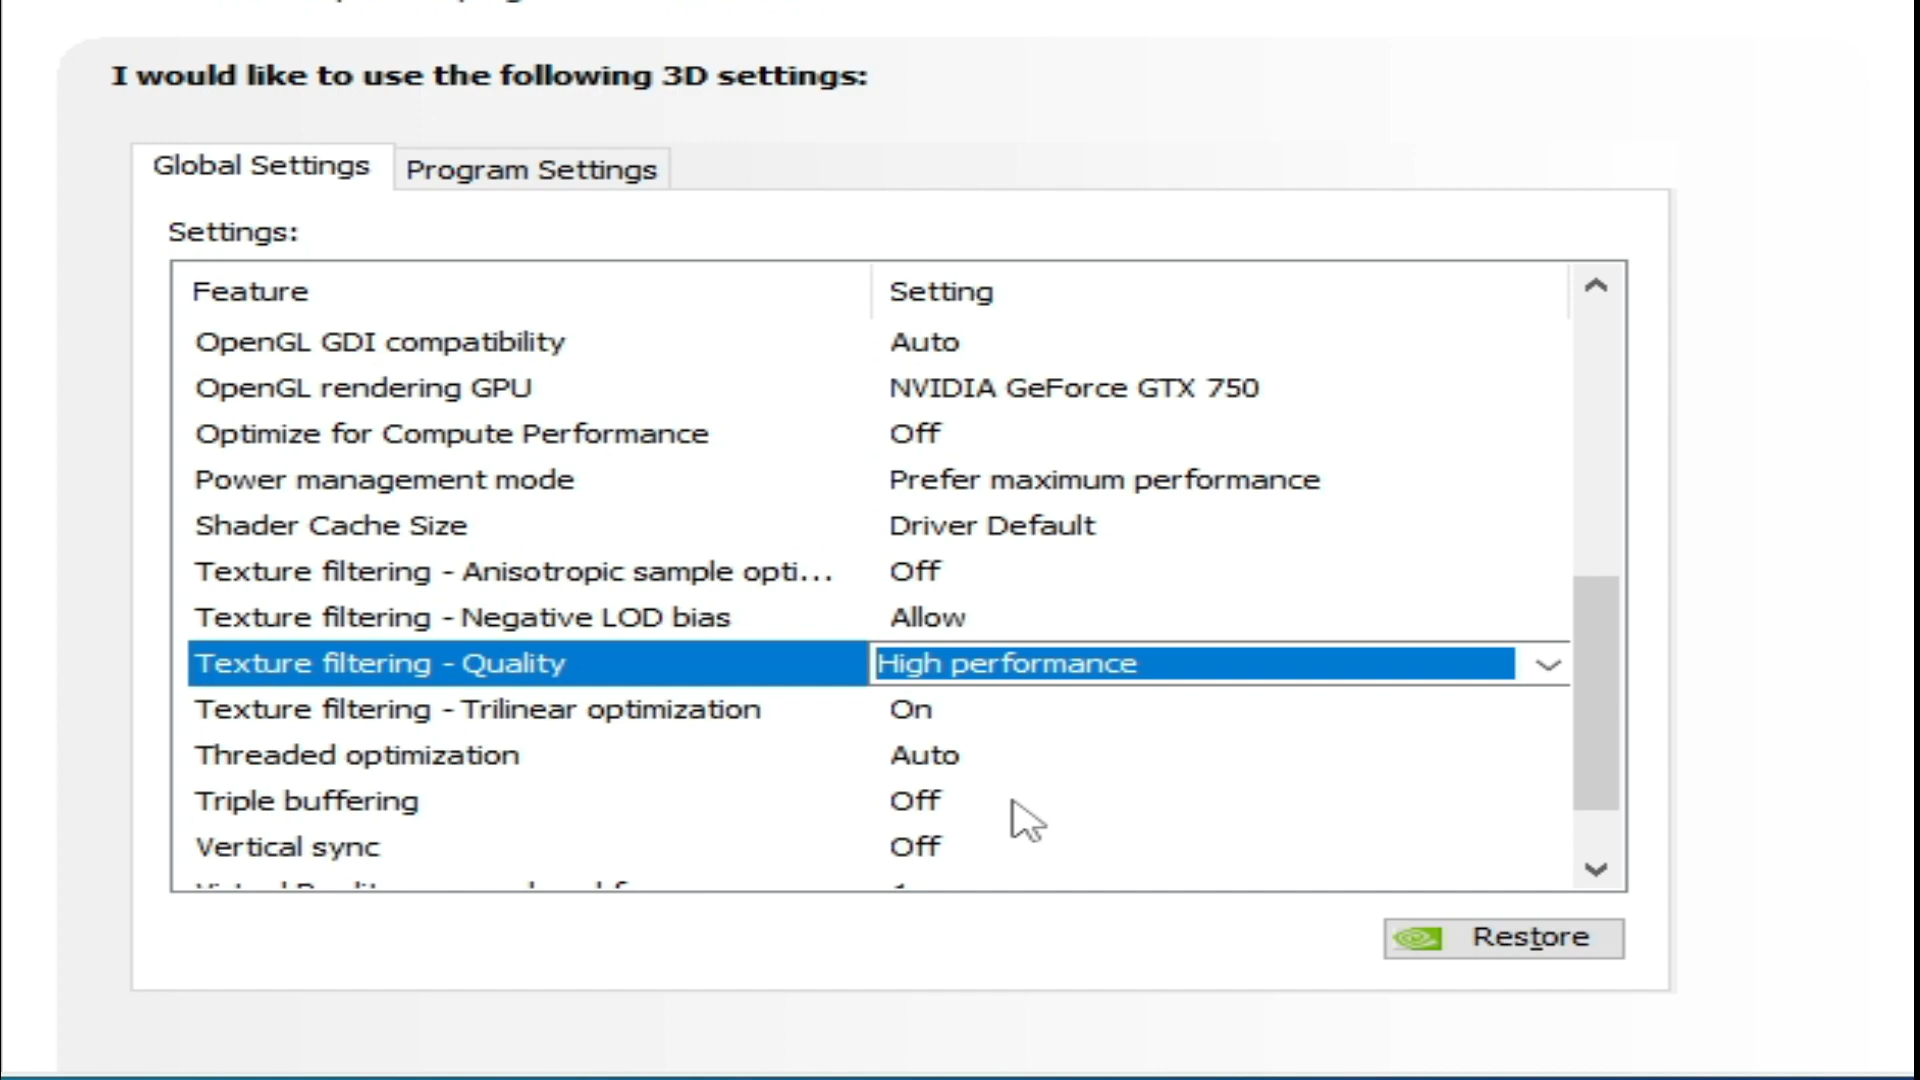 I would like to use the following 3D settings:
Global Settings Program Settings
Settings:
Feature Setting
OpenGL GDI compatibility Auto
OpenGL rendering GPU NVIDIA GeForce GTX 750
Optimize for Compute Performance Off
Power management mode Prefer maximum performance
Shader Cache Size Driver Default
Texture filtering - Anisotropic sample opti... Off
Texture filtering - Negative LOD bias Allow
Texture filtering - Quality High performance
Texture filtering - Trilinear optimization On
Threaded optimization Auto
Triple buffering Off
Vertical sync Off
Restore